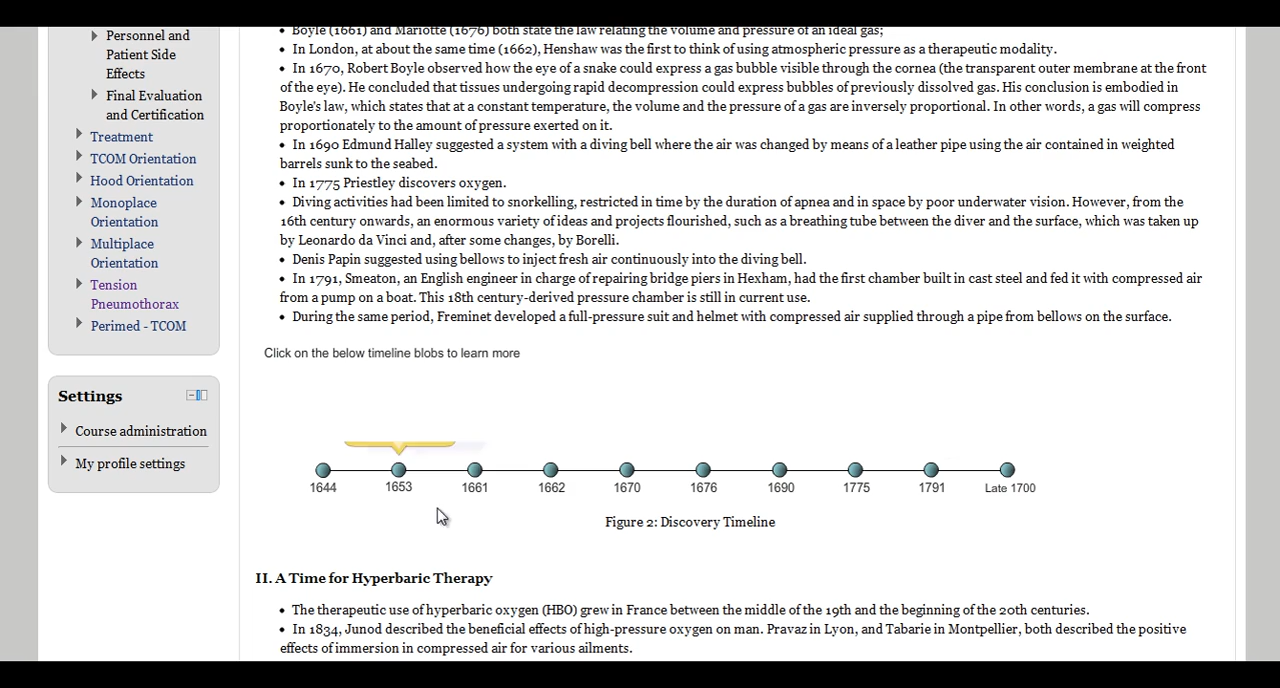 Personnel and
Patient Side
Effects
Final Evaluation
and Certification
Treatment
TCOM Orientation
Hood Orientation
Monoplace
Orientation
Multiplace
Orientation
Tension
Pneumothorax
Perimed - TCOM
Settings
Course administration
My profile settings
• Boyle (1661) and Mariotte (1676) both state the law relating the volume and pressure of an ideal gas;
• In London, at about the same time (1662), Henshaw was the first to think of using atmospheric pressure as a therapeutic modality.
• In 1670, Robert Boyle observed how the eye of a snake could express a gas bubble visible through the cornea (the transparent outer membrane at the front
of the eye). He concluded that tissues undergoing rapid decompression could express bubbles of previously dissolved gas. His conclusion is embodied in
Boyle's law, which states that at a constant temperature, the volume and the pressure of a gas are inversely proportional. In other words, a gas will compress
proportionately to the amount of pressure exerted on it.
• In 1690 Edmund Halley suggested a system with a diving bell where the air was changed by means of a leather pipe using the air contained in weighted
barrels sunk to the seabed.
• In 1775 Priestley discovers oxygen.
• Diving activities had been limited to snorkelling, restricted in time by the duration of apnea and in space by poor underwater vision. However, from the
16th century onwards, an enormous variety of ideas and projects flourished, such as a breathing tube between the diver and the surface, which was taken up
by Leonardo da Vinci and, after some changes, by Borelli.
• Denis Papin suggested using bellows to inject fresh air continuously into the diving bell.
• In 1791, Smeaton, an English engineer in charge of repairing bridge piers in Hexham, had the first chamber built in cast steel and fed it with compressed air
from a pump on a boat. This 18th century-derived pressure chamber is still in current use.
• During the same period, Freminet developed a full-pressure suit and helmet with compressed air supplied through a pipe from bellows on the surface.
Click on the below timeline blobs to learn more
1644 1653 1661 1662 1670 1676 1690 1775 1791 Late 1700
Figure 2: Discovery Timeline
II. A Time for Hyperbaric Therapy
• The therapeutic use of hyperbaric oxygen (HBO) grew in France between the middle of the 19th and the beginning of the 20th centuries.
• In 1834, Junod described the beneficial effects of high-pressure oxygen on man. Pravaz in Lyon, and Tabarie in Montpellier, both described the positive
effects of immersion in compressed air for various ailments.